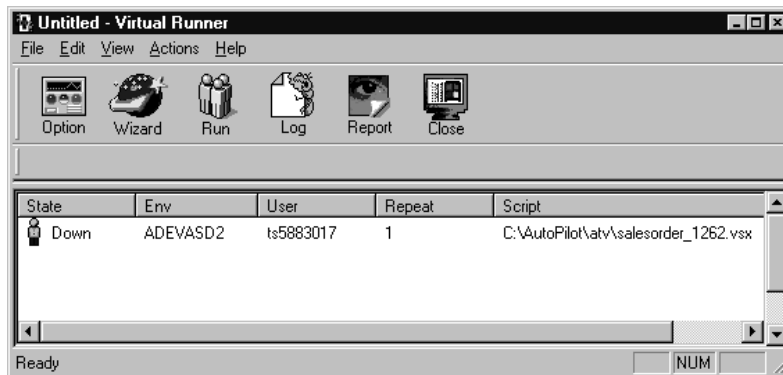 Untitled - Virtual Runner
File Edit View Actions Help
Option Wizard Run Log Report Close
State Env User Repeat Script
Down ADEVASD2 ts5883017 1 C:\AutoPilot\atv\salesorder_1262.vsx
Ready NUM